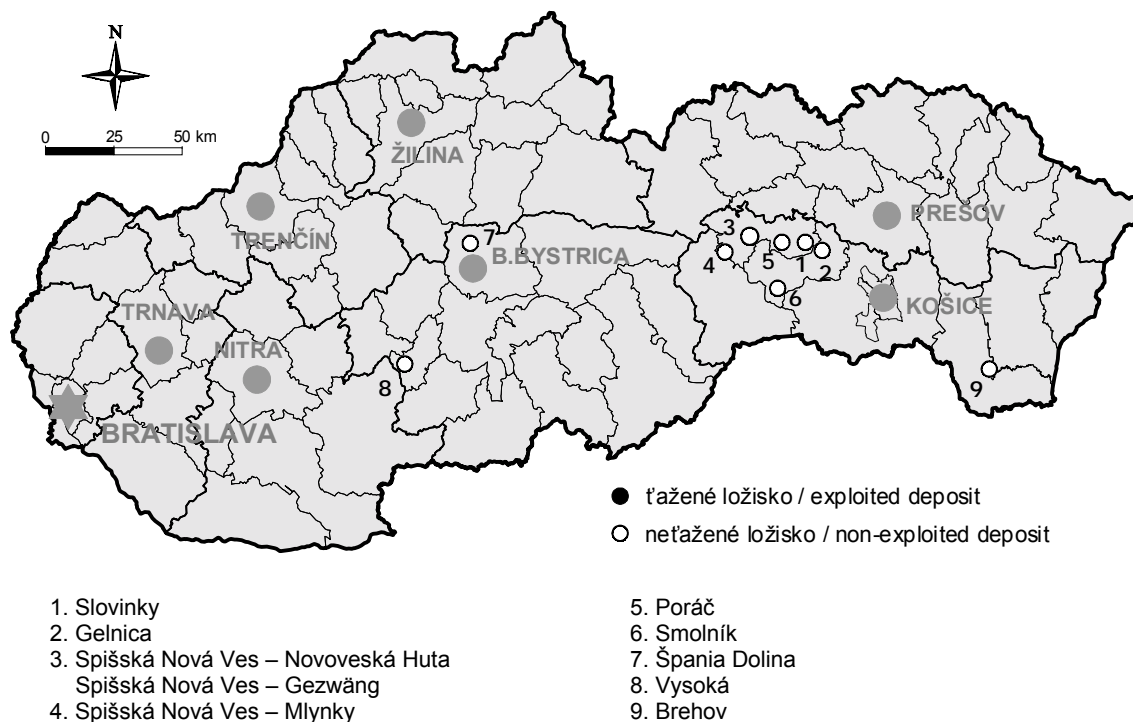 N
0 25 50 km
ŽILINA
TRENČÍN
PREŠOV
7
B.BYSTRICA
3
4
5
1
2
6
KOŠICE
TRNAVA
NITRA
8
9
BRATISLAVA
ťažené ložisko / exploited deposit
neťažené ložisko / non-exploited deposit
1. Slovinky
2. Gelnica
3. Spišská Nová Ves – Novoveská Huta
Spišská Nová Ves – Gezwäng
4. Spišská Nová Ves – Mlynky
5. Poráč
6. Smolník
7. Špania Dolina
8. Vysoká
9. Brehov